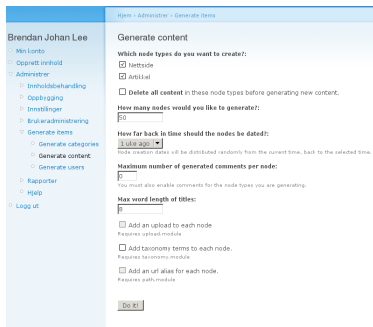 Hjem » Administrer » Generate items
Brendan Johan Lee
Min konto
Opprett innhold
Administrer
Innholdsbehandling
Oppbygging
Innstillinger
Brukeradministrering
Generate items
Generate categories
Generate content
Generate users
Rapporter
Hjelp
Logg ut
Generate content
Which node types do you want to create?:
Nettside
Artikkel
Delete all content in these node types before generating new content.
How many nodes would you like to generate?:
50
How far back in time should the nodes be dated?:
1 uke ago
Node creation dates will be distributed randomly from the current time, back to the selected time.
Maximum number of generated comments per node:
0
You must also enable comments for the node types you are generating.
Max word length of titles:
8
Add an upload to each node
Requires upload.module
Add taxonomy terms to each node.
Requires taxonomy.module
Add an url alias for each node.
Requires path.module
Do it!